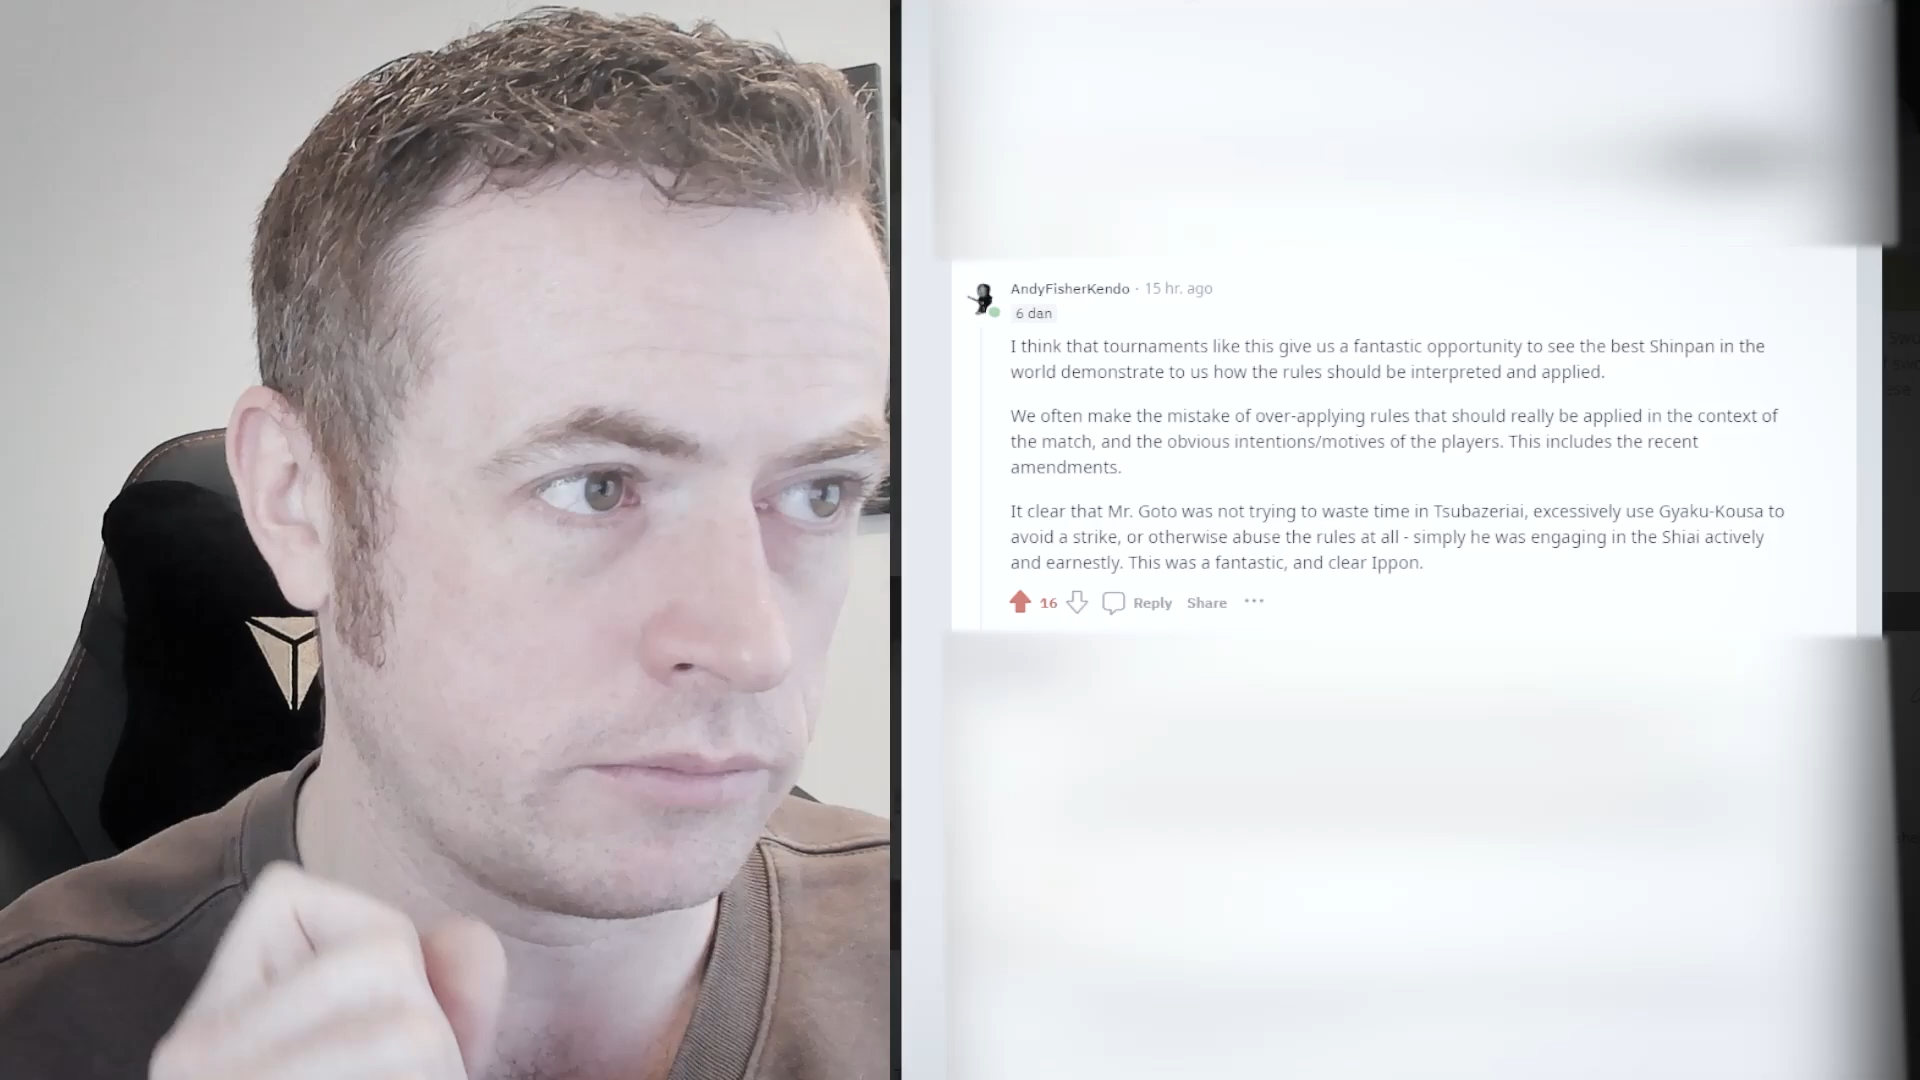 AndyFisherKendo · 15 hr. ago
6 dan
I think that tournaments like this give us a fantastic opportunity to see the best Shinpan in the
world demonstrate to us how the rules should be interpreted and applied.
We often make the mistake of over-applying rules that should really be applied in the context of
the match, and the obvious intentions/motives of the players. This includes the recent
amendments.
It clear that Mr. Goto was not trying to waste time in Tsubazeriai, excessively use Gyaku-Kousa to
avoid a strike, or otherwise abuse the rules at all - simply he was engaging in the Shiai actively
and earnestly. This was a fantastic, and clear Ippon.
16 Reply Share ···